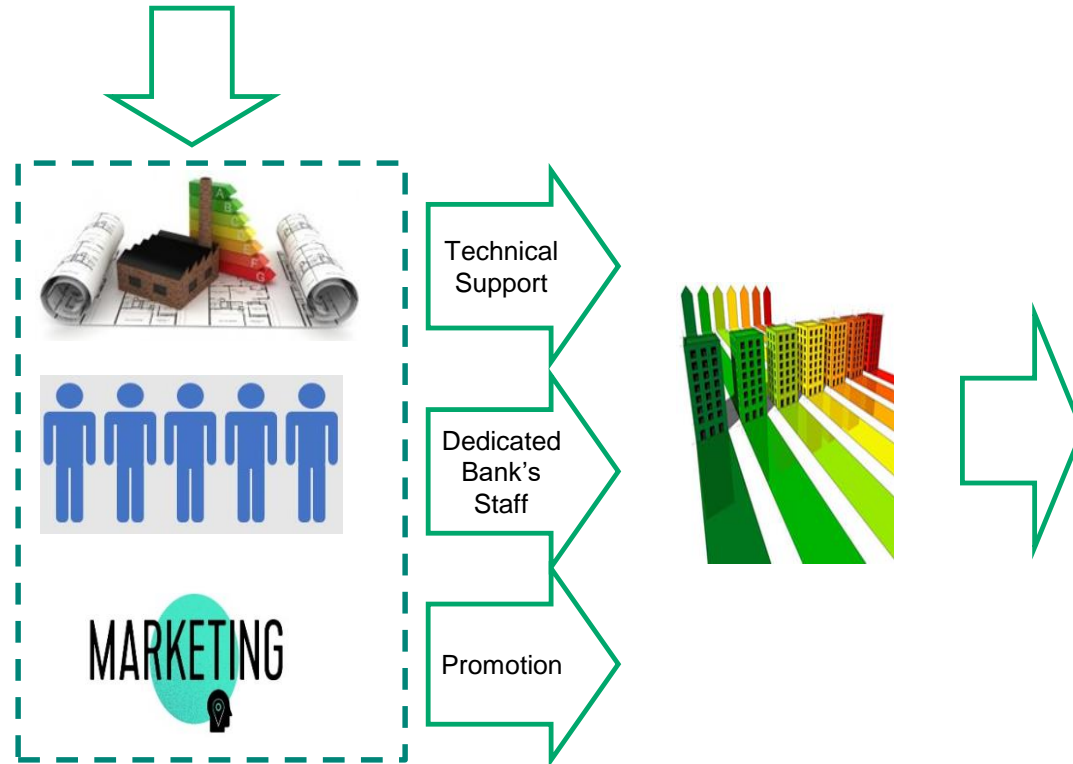 A
B
C
E
F
G
Technical
Support
Dedicated
Bank's
Staff
MARKETING
Promotion